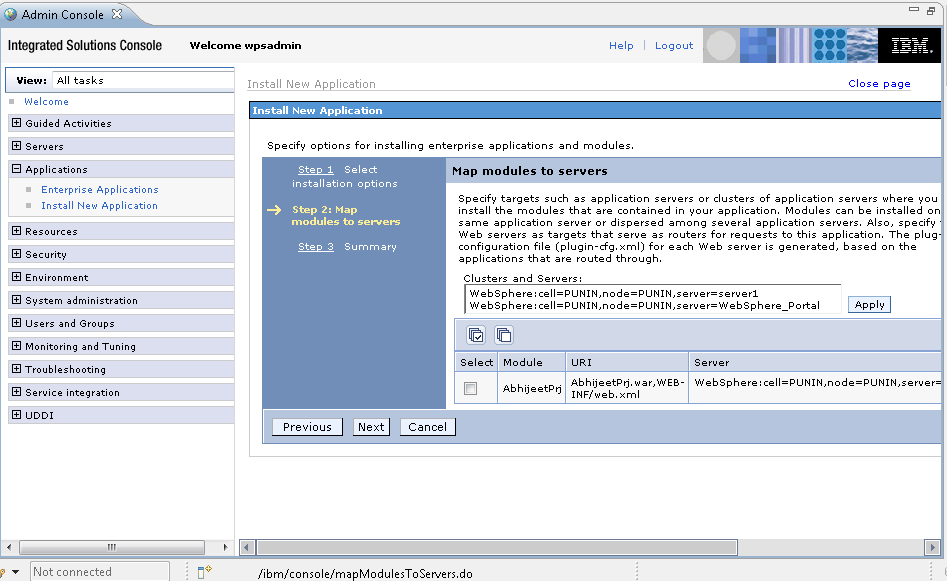 Admin Console
Integrated Solutions Console
Welcome wpsadmin
Help
Logout
IBM.
View: All tasks
Welcome
Guided Activities
Servers
Applications
Enterprise Applications
Install New Application
Resources
Security
Environment
System administration
Users and Groups
Monitoring and Tuning
Troubleshooting
Service integration
UDDI
Install New Application
Close page
Install New Application
Specify options for installing enterprise applications and modules.
Step 1 Select
installation options
Step 2: Map
modules to servers
Step 3 Summary
Map modules to servers
Specify targets such as application servers or clusters of application servers where you
install the modules that are contained in your application. Modules can be installed on
same application server or dispersed among several application servers. Also, specify
Web servers as targets that serve as routers for requests to this application. The plug-
configuration file (plugin-cfg.xml) for each Web server is generated, based on the
applications that are routed through.
Clusters and Servers:
WebSphere:cell=PUNIN,node=PUNIN,server=server1
WebSphere:cell=PUNIN,node=PUNIN,server=WebSphere_Portal
Apply
Select Module URI Server
AbhijeetPrj
AbhijeetPrj.war,WEB-
INF/web.xml
WebSphere:cell=PUNIN,node=PUNIN,server=
Previous Next Cancel
Not connected
/ibm/console/mapModulesToServers.do